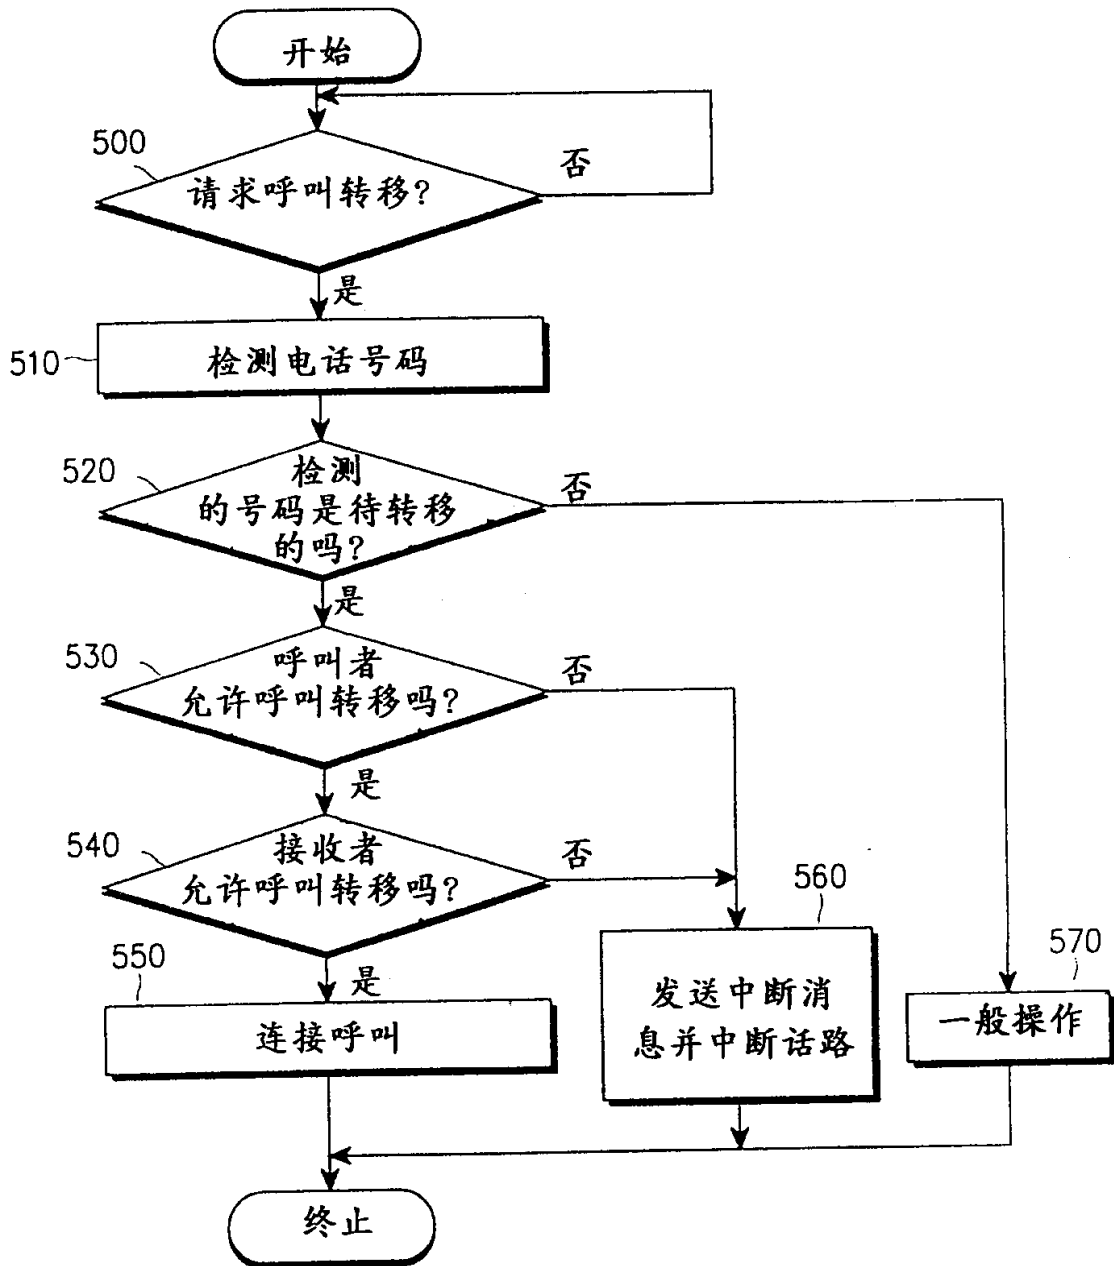 开始
500
请求呼叫转移?
否
是
510
检测电话号码
520
检测
的号码是待转移
的吗?
否
是
530
呼叫者
允许呼叫转移吗?
否
是
540
接收者
允许呼叫转移吗?
否
是
550
连接呼叫
560
发送中断消
息并中断话路
570
一般操作
终止